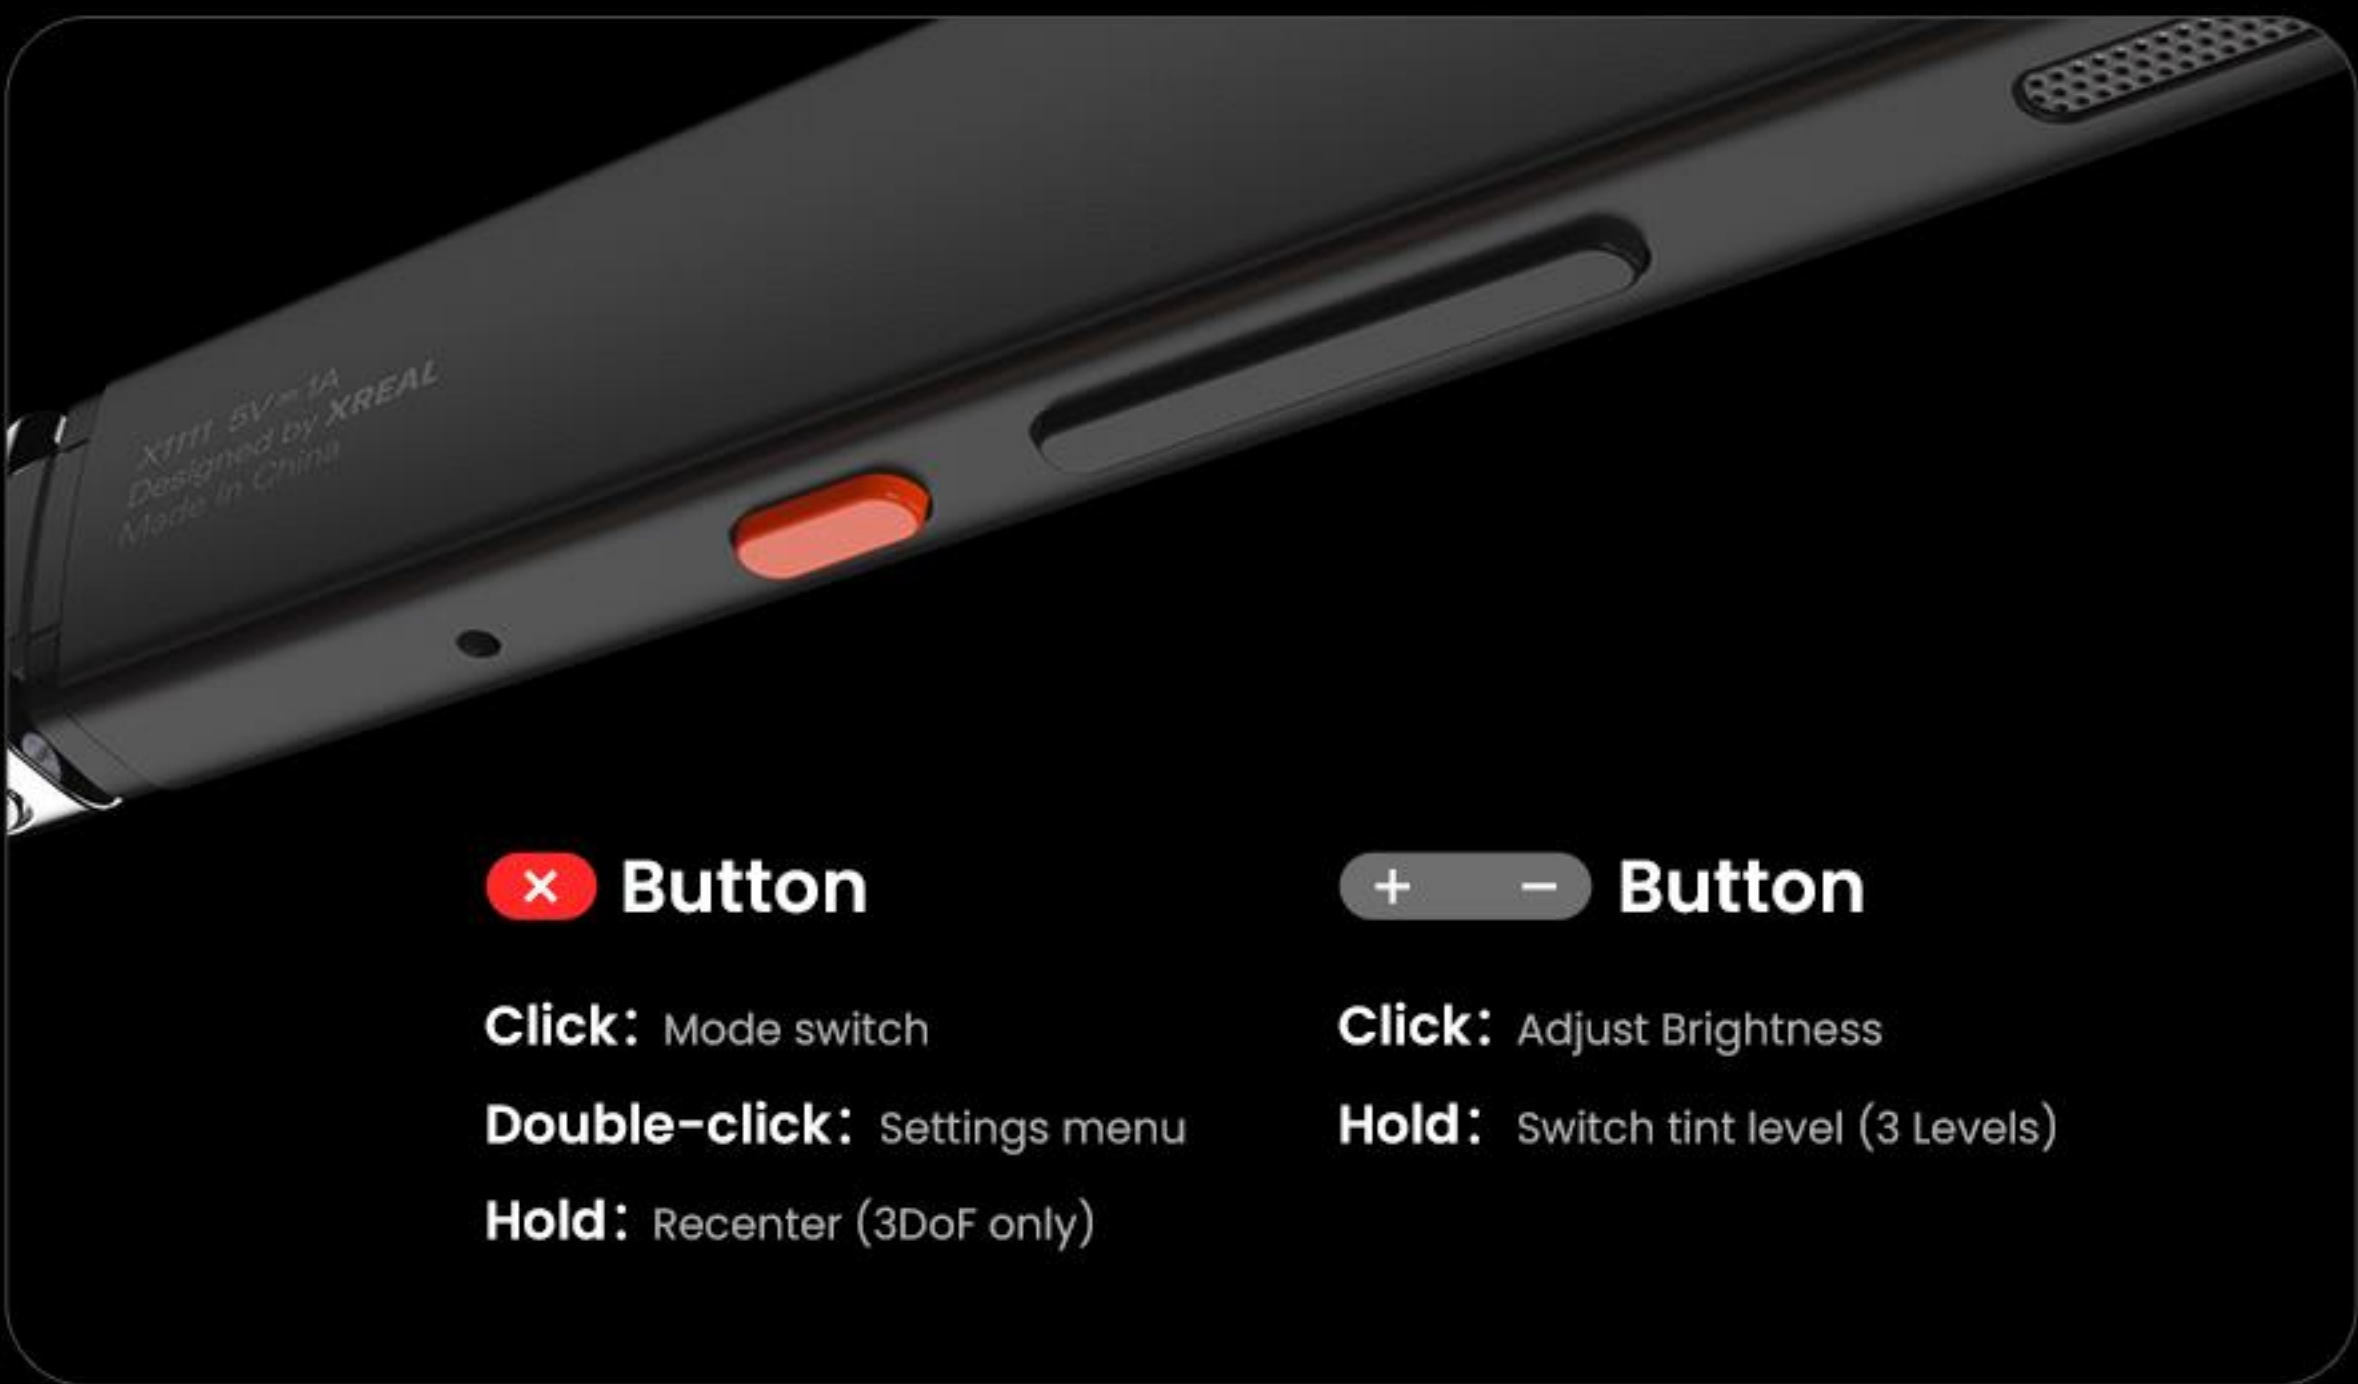 X1111 5V⎓1A
Designed by XREAL
Made in China
× Button
Click: Mode switch
Double-click: Settings menu
Hold: Recenter (3DoF only)
+ − Button
Click: Adjust Brightness
Hold: Switch tint level (3 Levels)